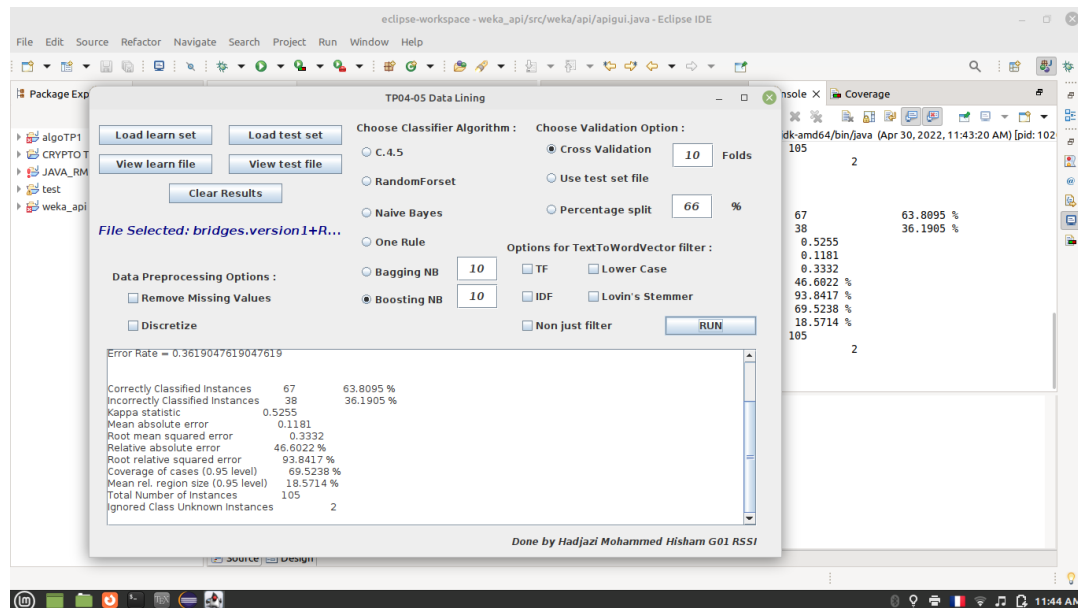 eclipse-workspace - weka_api/src/weka/api/apigui.java - Eclipse IDE
File Edit Source Refactor Navigate Search Project Run Window Help
Package Exp
algoTP1
CRYPTO T
JAVA_RM
test
weka_api
TP04-05 Data Lining
Load learn set Load test set
View learn file View test file
Clear Results
File Selected: bridges.version1+R...
Data Preprocessing Options :
Remove Missing Values
Discretize
Choose Classifier Algorithm :
C.4.5
RandomForset
Naive Bayes
One Rule
Bagging NB 10
Boosting NB 10
Choose Validation Option :
Cross Validation 10 Folds
Use test set file
Percentage split 66 %
Options for TextToWordVector filter :
TF Lower Case
IDF Lovin's Stemmer
Non just filter RUN
Error Rate = 0.3619047619047619
Correctly Classified Instances 67 63.8095 %
Incorrectly Classified Instances 38 36.1905 %
Kappa statistic 0.5255
Mean absolute error 0.1181
Root mean squared error 0.3332
Relative absolute error 46.6022 %
Root relative squared error 93.8417 %
Coverage of cases (0.95 level) 69.5238 %
Mean rel. region size (0.95 level) 18.5714 %
Total Number of Instances 105
Ignored Class Unknown Instances 2
Done by Hadjazi Mohammed Hisham G01 RSSI
nsole Coverage
dk-amd64/bin/java (Apr 30, 2022, 11:43:20 AM) [pid: 102
105
2
67 63.8095 %
38 36.1905 %
0.5255
0.1181
0.3332
46.6022 %
93.8417 %
69.5238 %
18.5714 %
105
2
Source Design
11:44 AM